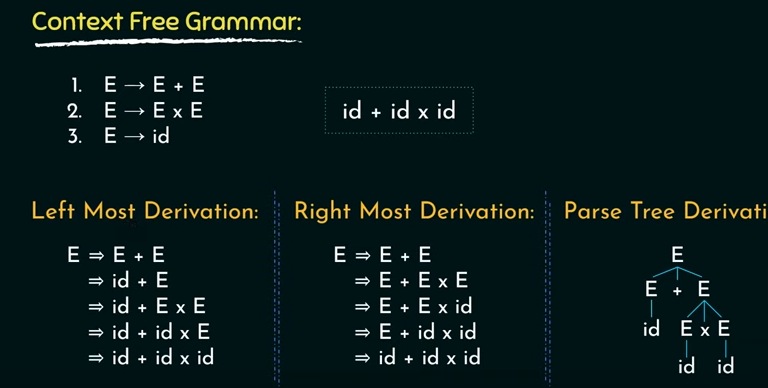 Context Free Grammar:
1. E → E + E
2. E → E x E
3. E → id
id + id x id
Left Most Derivation:
E ⇒ E + E
⇒ id + E
⇒ id + E x E
⇒ id + id x E
⇒ id + id x id
Right Most Derivation:
E ⇒ E + E
⇒ E + E x E
⇒ E + E x id
⇒ E + id x id
⇒ id + id x id
Parse Tree Derivati
E
E + E
id E x E
id id